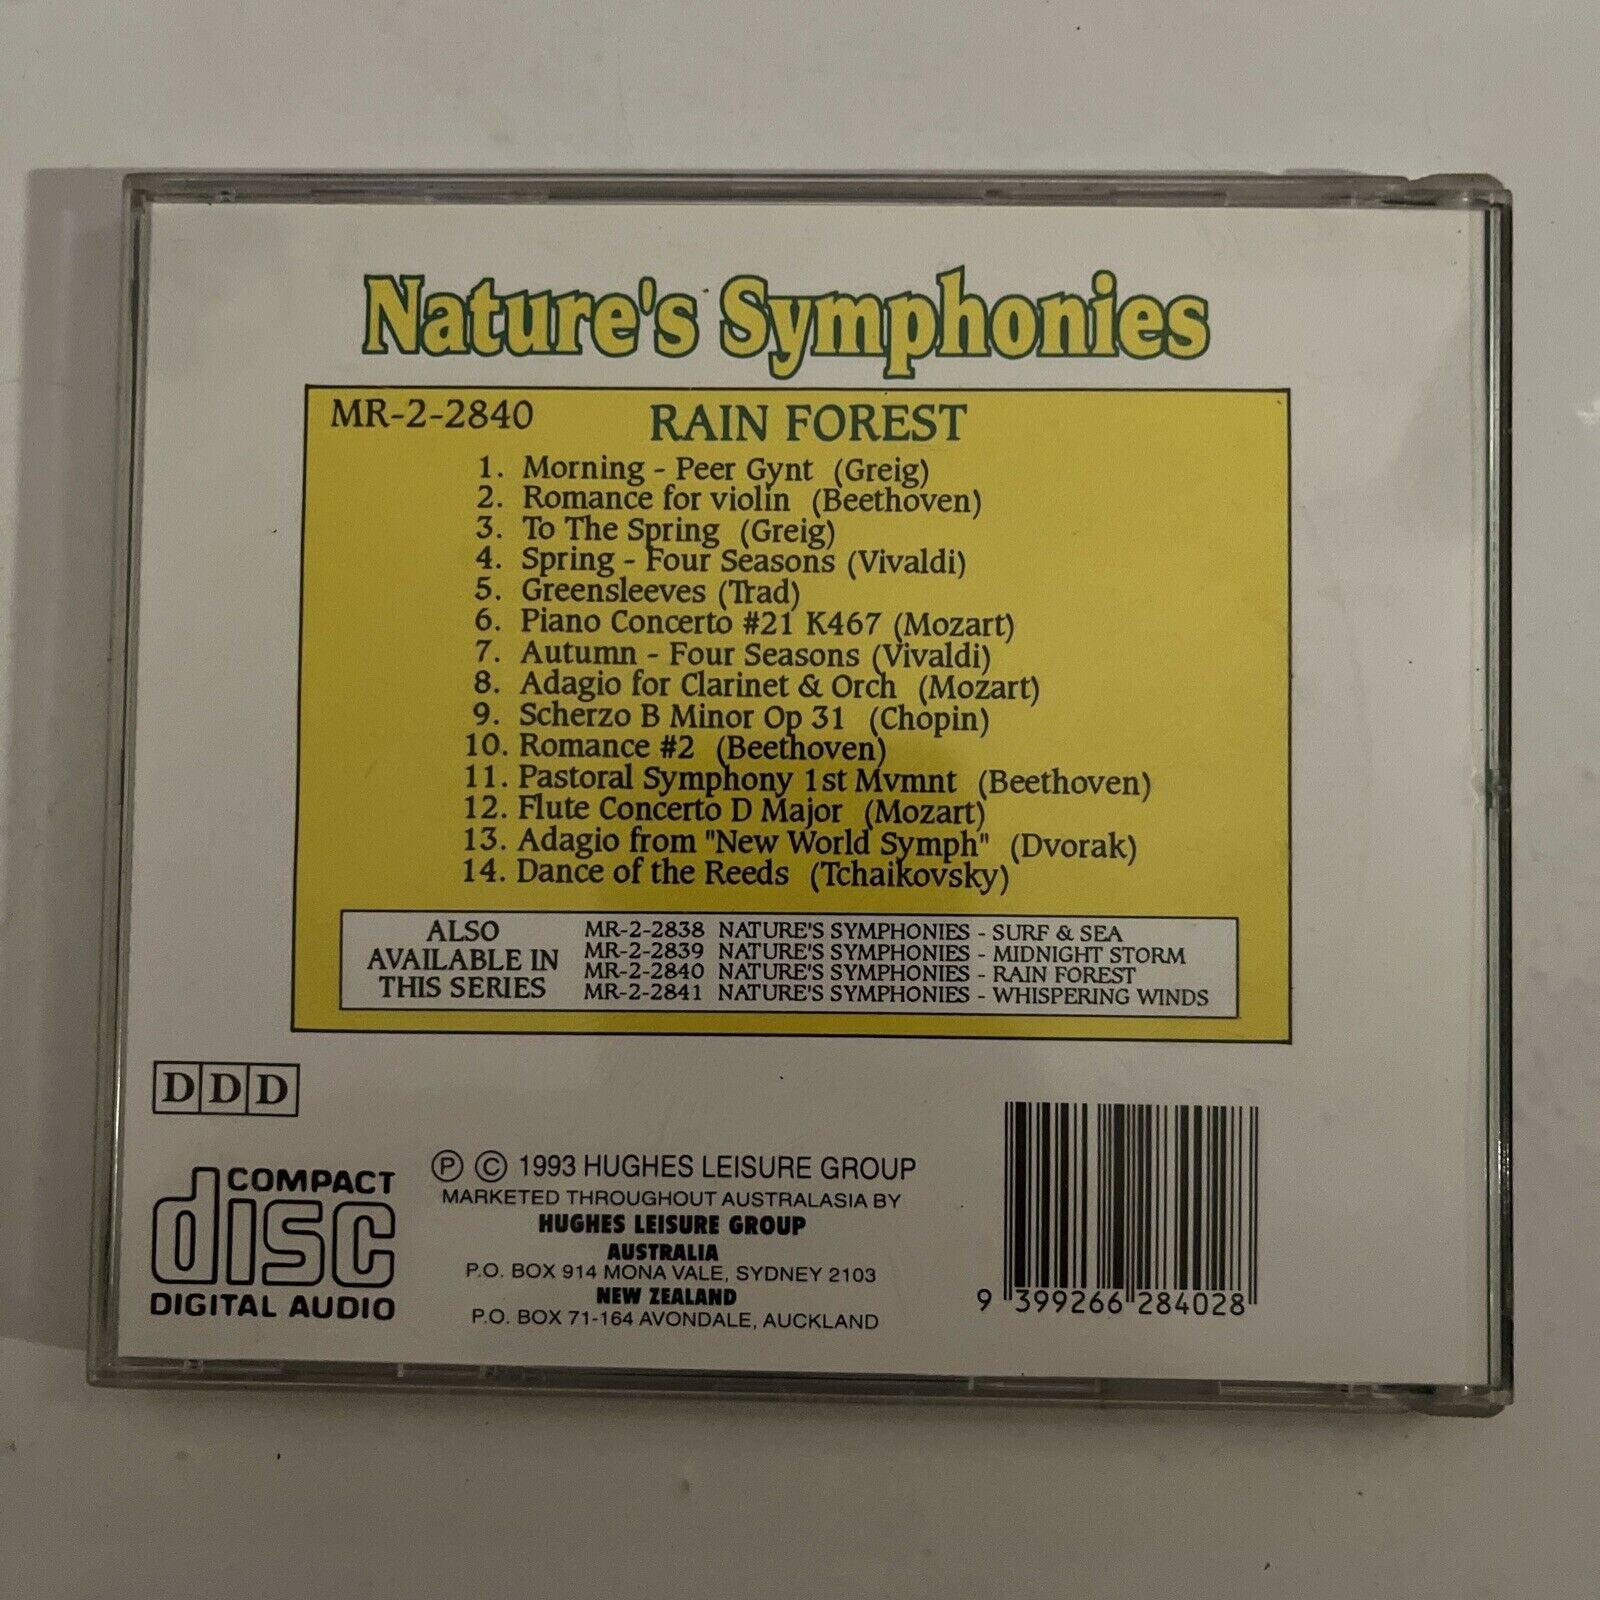 Nature's Symphonies
MR-2-2840 RAIN FOREST
1. Morning - Peer Gynt (Greig)
2. Romance for violin (Beethoven)
3. To The Spring (Greig)
4. Spring - Four Seasons (Vivaldi)
5. Greensleeves (Trad)
6. Piano Concerto #21 K467 (Mozart)
7. Autumn - Four Seasons (Vivaldi)
8. Adagio for Clarinet & Orch (Mozart)
9. Scherzo B Minor Op 31 (Chopin)
10. Romance #2 (Beethoven)
11. Pastoral Symphony 1st Mvmnt (Beethoven)
12. Flute Concerto D Major (Mozart)
13. Adagio from "New World Symph" (Dvorak)
14. Dance of the Reeds (Tchaikovsky)
ALSO
AVAILABLE IN
THIS SERIES
MR-2-2838 NATURE'S SYMPHONIES - SURF & SEA
MR-2-2839 NATURE'S SYMPHONIES - MIDNIGHT STORM
MR-2-2840 NATURE'S SYMPHONIES - RAIN FOREST
MR-2-2841 NATURE'S SYMPHONIES - WHISPERING WINDS
DDD
COMPACT
disc
DIGITAL AUDIO
℗ © 1993 HUGHES LEISURE GROUP
MARKETED THROUGHOUT AUSTRALASIA BY
HUGHES LEISURE GROUP
AUSTRALIA
P.O. BOX 914 MONA VALE, SYDNEY 2103
NEW ZEALAND
P.O. BOX 71-164 AVONDALE, AUCKLAND
9 399266 284028